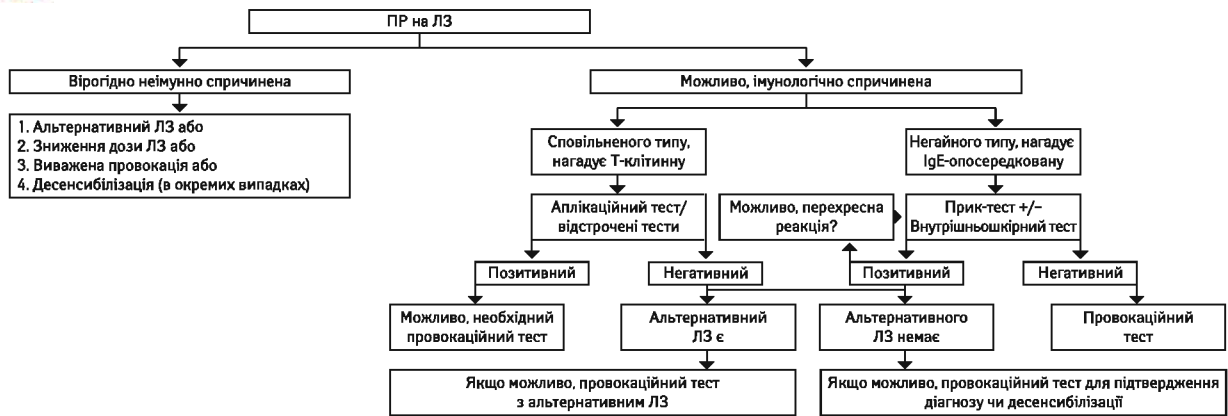 ПР на ЛЗ
Вірогідно неімунно спричинена
Можливо, імунологічно спричинена
1. Альтернативний ЛЗ або
2. Зниження дози ЛЗ або
3. Виважена провокація або
4. Десенсибілізація (в окремих випадках)
Сповільненого типу,
нагадує Т-клітинну
Негайного типу, нагадує
IgE-опосередковану
Аплікаційний тест/
відстрочені тести
Можливо, перехресна
реакція?
Прик-тест +/–
Внутрішньошкірний тест
Позитивний
Негативний
Позитивний
Негативний
Можливо, необхідний
провокаційний тест
Альтернативний
ЛЗ є
Альтернативного
ЛЗ немає
Провокаційний
тест
Якщо можливо, провокаційний тест
з альтернативним ЛЗ
Якщо можливо, провокаційний тест для підтвердження
діагнозу чи десенсибілізації